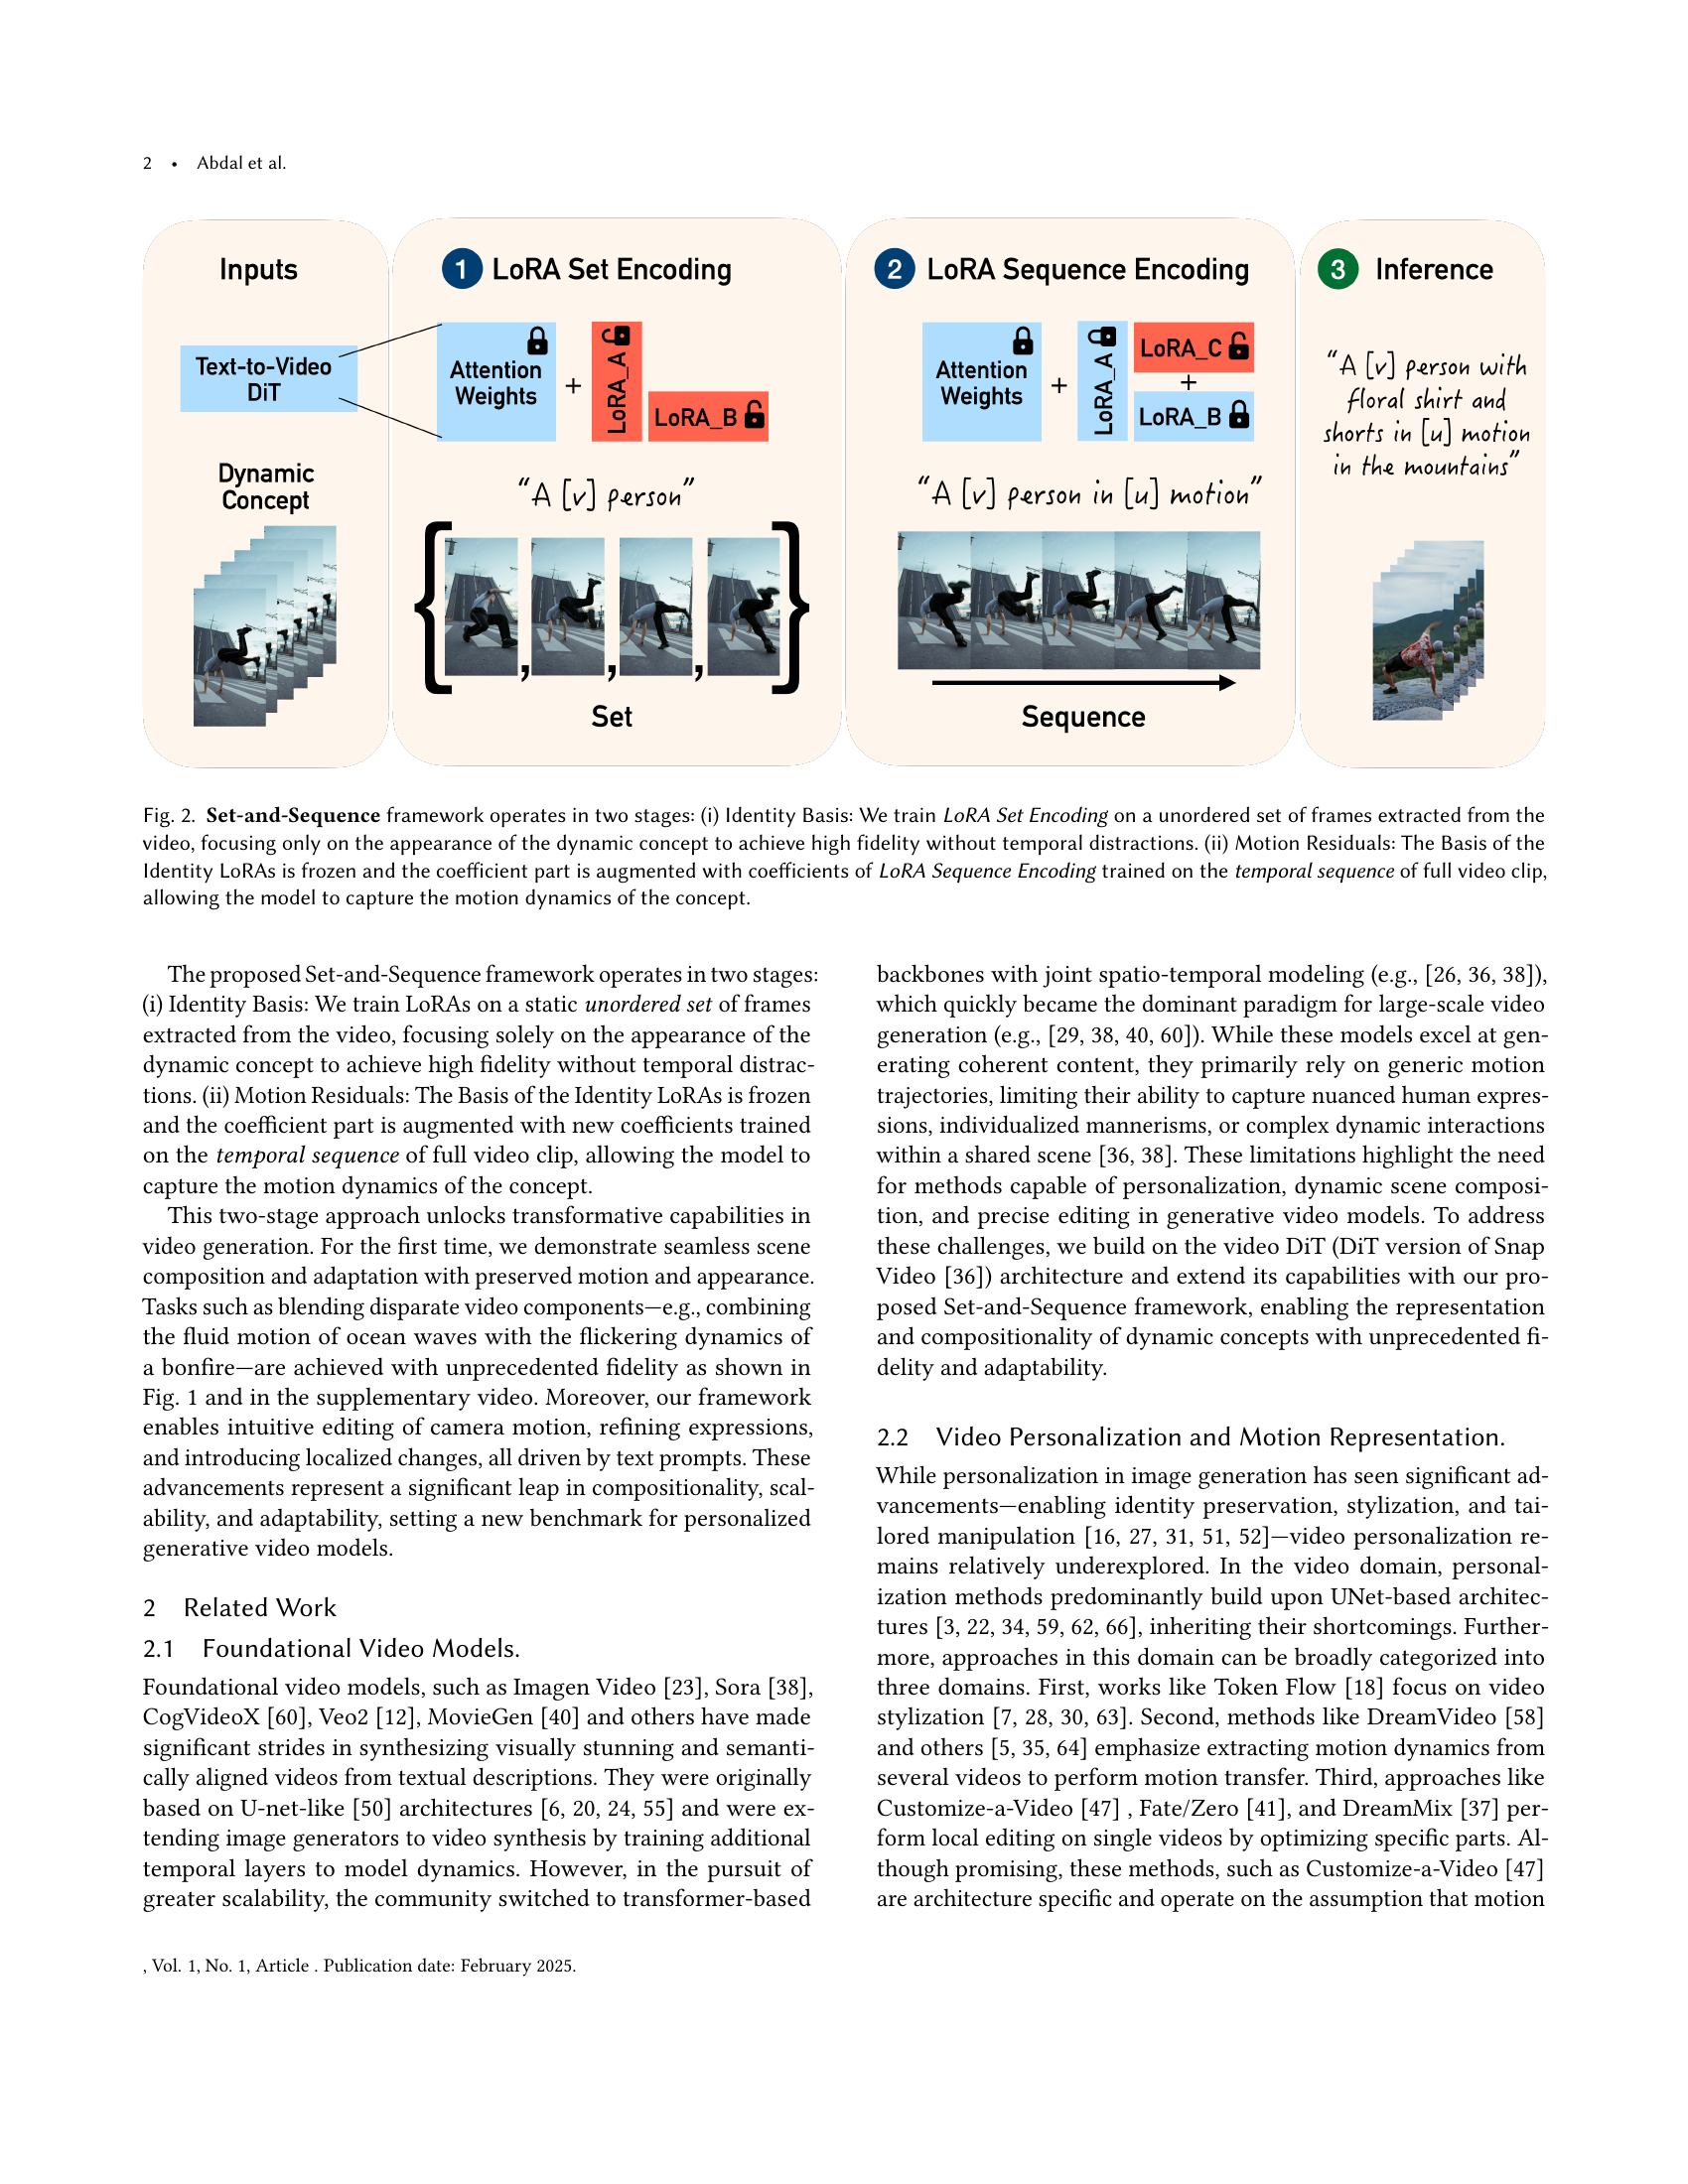 2 • Abdal et al.
Inputs
Text-to-Video
DiT
Dynamic
Concept
1 LoRA Set Encoding
Attention
Weights
+
LoRA_A
LoRA_B
“A [v] person”
{ , , , }
Set
2 LoRA Sequence Encoding
Attention
Weights
+
LoRA_A
LoRA_C
+
LoRA_B
“A [v] person in [u] motion”
Sequence
3 Inference
“A [v] person with
floral shirt and
shorts in [u] motion
in the mountains”
Fig. 2. Set-and-Sequence framework operates in two stages: (i) Identity Basis: We train LoRA Set Encoding on a unordered set of frames extracted from the
video, focusing only on the appearance of the dynamic concept to achieve high fidelity without temporal distractions. (ii) Motion Residuals: The Basis of the
Identity LoRAs is frozen and the coefficient part is augmented with coefficients of LoRA Sequence Encoding trained on the temporal sequence of full video clip,
allowing the model to capture the motion dynamics of the concept.
The proposed Set-and-Sequence framework operates in two stages:
(i) Identity Basis: We train LoRAs on a static unordered set of frames
extracted from the video, focusing solely on the appearance of the
dynamic concept to achieve high fidelity without temporal distrac-
tions. (ii) Motion Residuals: The Basis of the Identity LoRAs is frozen
and the coefficient part is augmented with new coefficients trained
on the temporal sequence of full video clip, allowing the model to
capture the motion dynamics of the concept.
This two-stage approach unlocks transformative capabilities in
video generation. For the first time, we demonstrate seamless scene
composition and adaptation with preserved motion and appearance.
Tasks such as blending disparate video components—e.g., combining
the fluid motion of ocean waves with the flickering dynamics of
a bonfire—are achieved with unprecedented fidelity as shown in
Fig. 1 and in the supplementary video. Moreover, our framework
enables intuitive editing of camera motion, refining expressions,
and introducing localized changes, all driven by text prompts. These
advancements represent a significant leap in compositionality, scal-
ability, and adaptability, setting a new benchmark for personalized
generative video models.
2 Related Work
2.1 Foundational Video Models.
Foundational video models, such as Imagen Video [23], Sora [38],
CogVideoX [60], Veo2 [12], MovieGen [40] and others have made
significant strides in synthesizing visually stunning and semanti-
cally aligned videos from textual descriptions. They were originally
based on U-net-like [50] architectures [6, 20, 24, 55] and were ex-
tending image generators to video synthesis by training additional
temporal layers to model dynamics. However, in the pursuit of
greater scalability, the community switched to transformer-based
backbones with joint spatio-temporal modeling (e.g., [26, 36, 38]),
which quickly became the dominant paradigm for large-scale video
generation (e.g., [29, 38, 40, 60]). While these models excel at gen-
erating coherent content, they primarily rely on generic motion
trajectories, limiting their ability to capture nuanced human expres-
sions, individualized mannerisms, or complex dynamic interactions
within a shared scene [36, 38]. These limitations highlight the need
for methods capable of personalization, dynamic scene composi-
tion, and precise editing in generative video models. To address
these challenges, we build on the video DiT (DiT version of Snap
Video [36]) architecture and extend its capabilities with our pro-
posed Set-and-Sequence framework, enabling the representation
and compositionality of dynamic concepts with unprecedented fi-
delity and adaptability.
2.2 Video Personalization and Motion Representation.
While personalization in image generation has seen significant ad-
vancements—enabling identity preservation, stylization, and tai-
lored manipulation [16, 27, 31, 51, 52]—video personalization re-
mains relatively underexplored. In the video domain, personal-
ization methods predominantly build upon UNet-based architec-
tures [3, 22, 34, 59, 62, 66], inheriting their shortcomings. Further-
more, approaches in this domain can be broadly categorized into
three domains. First, works like Token Flow [18] focus on video
stylization [7, 28, 30, 63]. Second, methods like DreamVideo [58]
and others [5, 35, 64] emphasize extracting motion dynamics from
several videos to perform motion transfer. Third, approaches like
Customize-a-Video [47] , Fate/Zero [41], and DreamMix [37] per-
form local editing on single videos by optimizing specific parts. Al-
though promising, these methods, such as Customize-a-Video [47]
are architecture specific and operate on the assumption that motion
, Vol. 1, No. 1, Article . Publication date: February 2025.